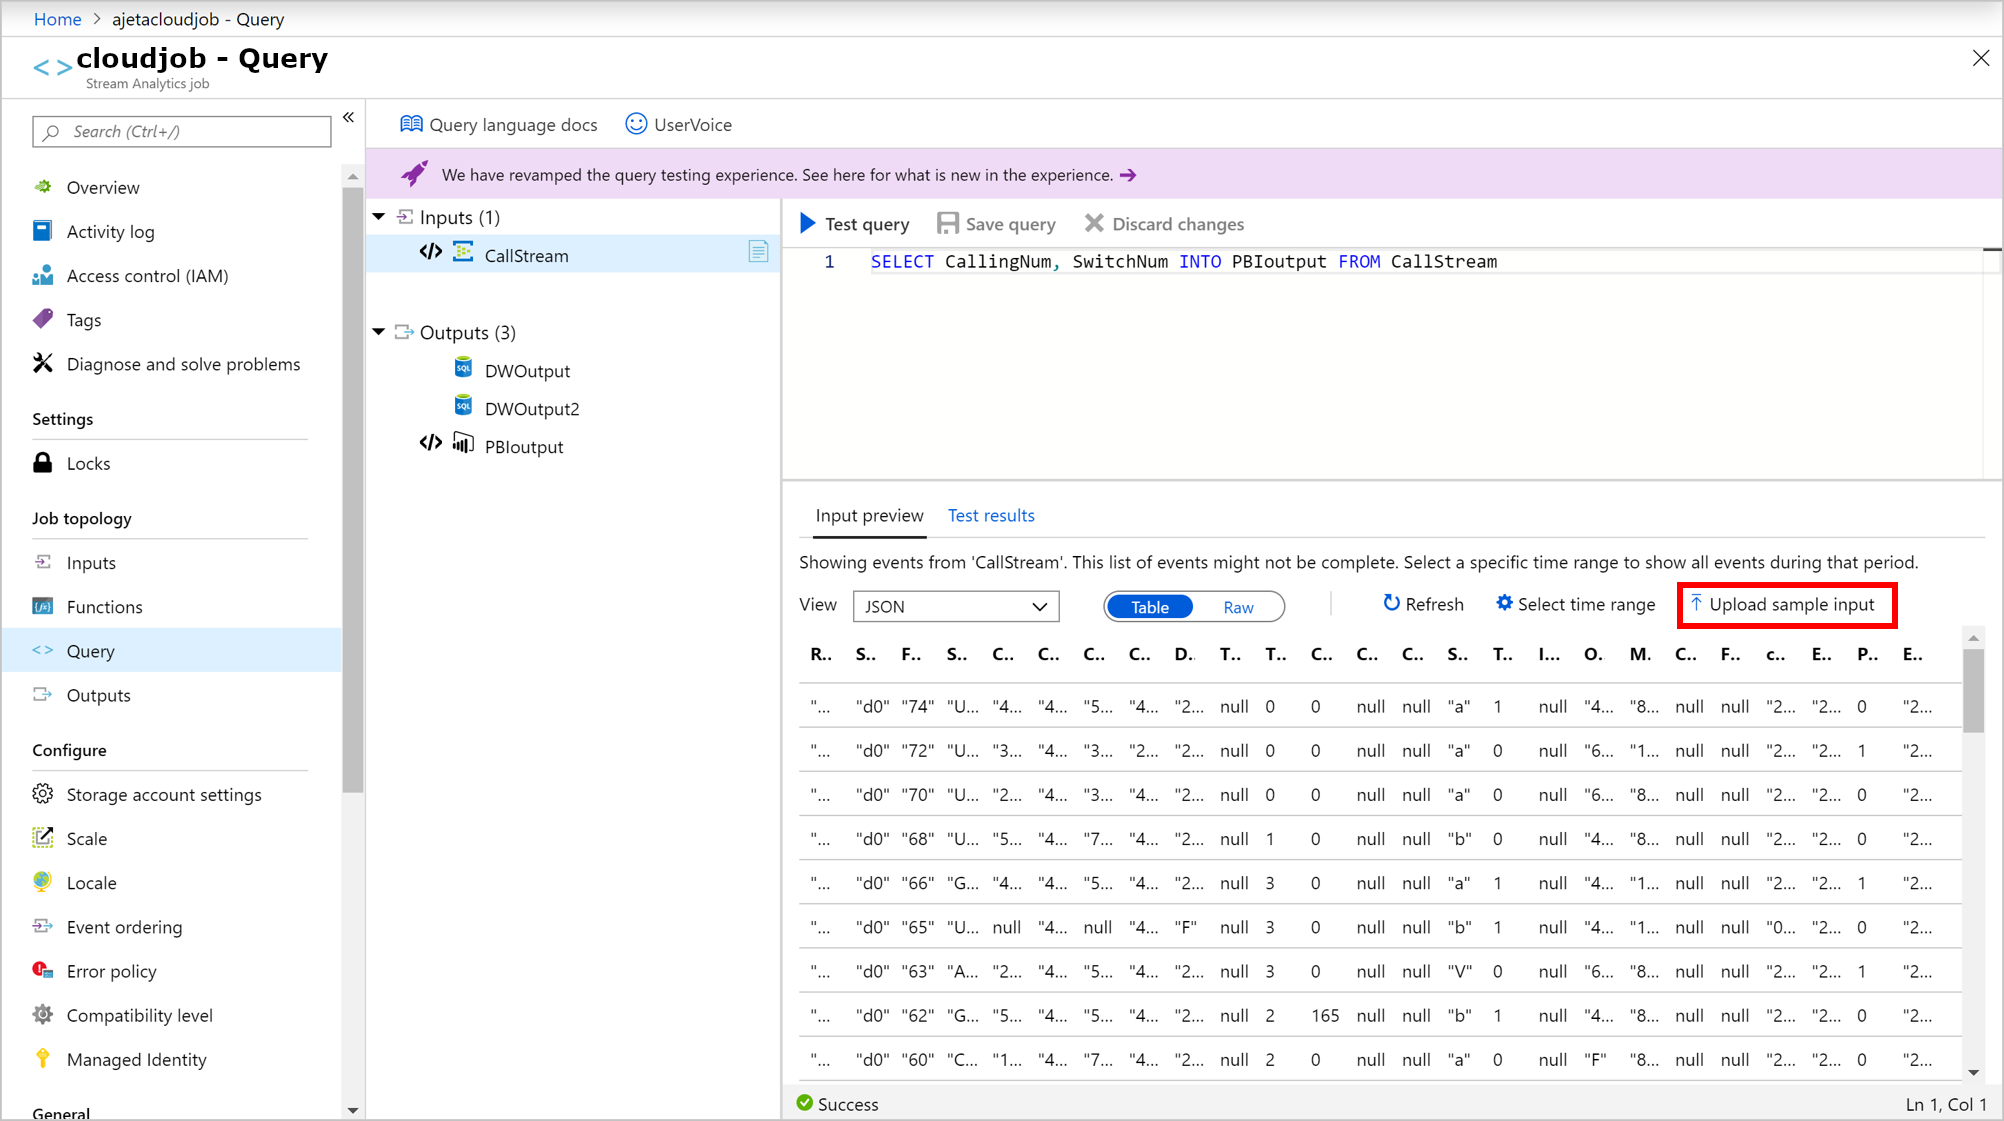 Home > ajetacloudjob - Query
<> cloudjob - Query
Stream Analytics job
Search (Ctrl+/)
«
Overview
Activity log
Access control (IAM)
Tags
Diagnose and solve problems
Settings
Locks
Job topology
Inputs
Functions
<> Query
Outputs
Configure
Storage account settings
Scale
Locale
Event ordering
Error policy
Compatibility level
Managed Identity
General
Query language docs UserVoice
We have revamped the query testing experience. See here for what is new in the experience. →
Inputs (1)
</> CallStream
Outputs (3)
SQL DWOutput
SQL DWOutput2
</> PBIoutput
Test query Save query Discard changes
1 SELECT CallingNum, SwitchNum INTO PBIoutput FROM CallStream
Input preview Test results
Showing events from 'CallStream'. This list of events might not be complete. Select a specific time range to show all events during that period.
View JSON Table Raw Refresh Select time range Upload sample input
R.. S.. F.. S.. C.. C.. C.. C.. D.. T.. T.. C.. C.. C.. S.. T.. I... O. M. C.. F.. c.. E.. P.. E..
"... "d0" "74" "U... "4... "4... "5... "4... "2... null 0 0 null null "a" 1 null "4... "8... null null "2... "2... 0 "2...
"... "d0" "72" "U... "3... "4... "3... "2... "2... null 0 0 null null "a" 0 null "6... "1... null null "2... "2... 1 "2...
"... "d0" "70" "U... "2... "4... "3... "4... "2... null 0 0 null null "a" 0 null "6... "8... null null "2... "2... 0 "2...
"... "d0" "68" "U... "5... "4... "7... "4... "2... null 1 0 null null "b" 0 null "4... "8... null null "2... "2... 0 "2...
"... "d0" "66" "G... "4... "4... "5... "4... "2... null 3 0 null null "a" 1 null "4... "1... null null "2... "2... 1 "2...
"... "d0" "65" "U... null "4... null "4... "F" null 3 0 null null "b" 1 null "4... "1... null null "0... "2... 0 "2...
"... "d0" "63" "A... "2... "4... "5... "4... "2... null 3 0 null null "V" 0 null "6... "8... null null "2... "2... 1 "2...
"... "d0" "62" "G... "5... "4... "5... "4... "2... null 2 165 null null "b" 1 null "4... "8... null null "2... "2... 0 "2...
"... "d0" "60" "C... "1... "4... "7... "4... "2... null 2 0 null null "a" 0 null "F" "8... null null "2... "2... 0 "2...
Success Ln 1, Col 1